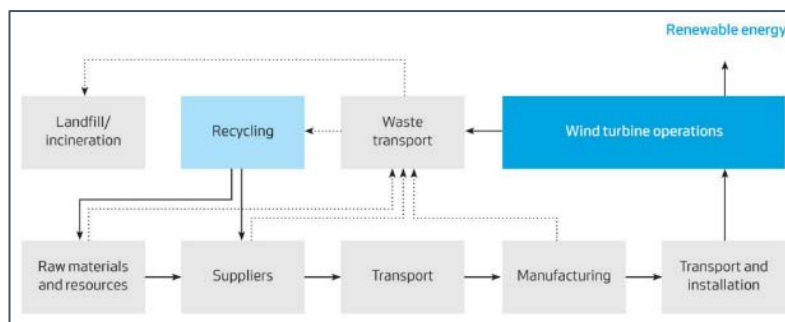 Renewable energy
Landfill/
incineration
Recycling
Waste
transport
Wind turbine operations
Raw materials
and resources
Suppliers
Transport
Manufacturing
Transport and
installation